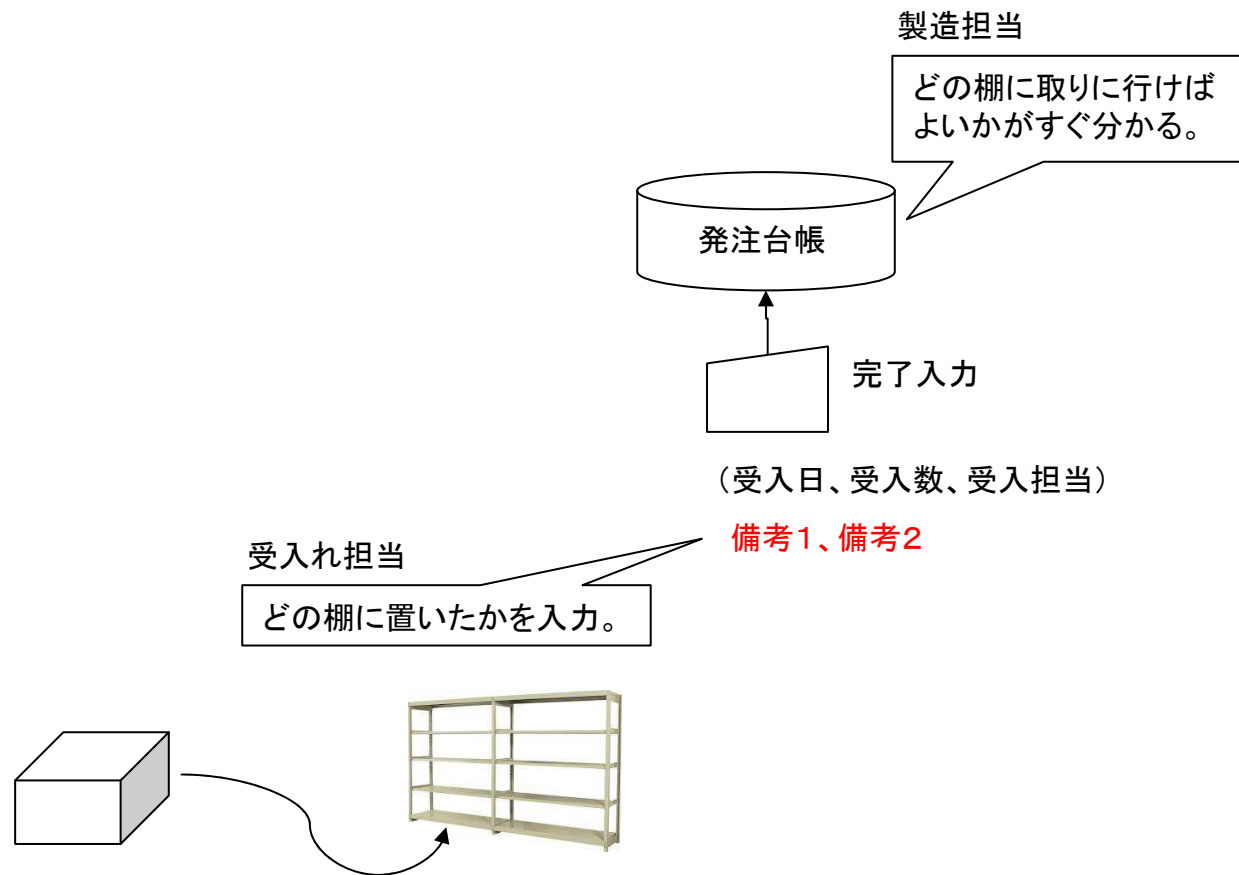 製造担当
どの棚に取りに行けば
よいかがすぐ分かる。
発注台帳
完了入力
（受入日、受入数、受入担当）
備考１、備考２
受入れ担当
どの棚に置いたかを入力。